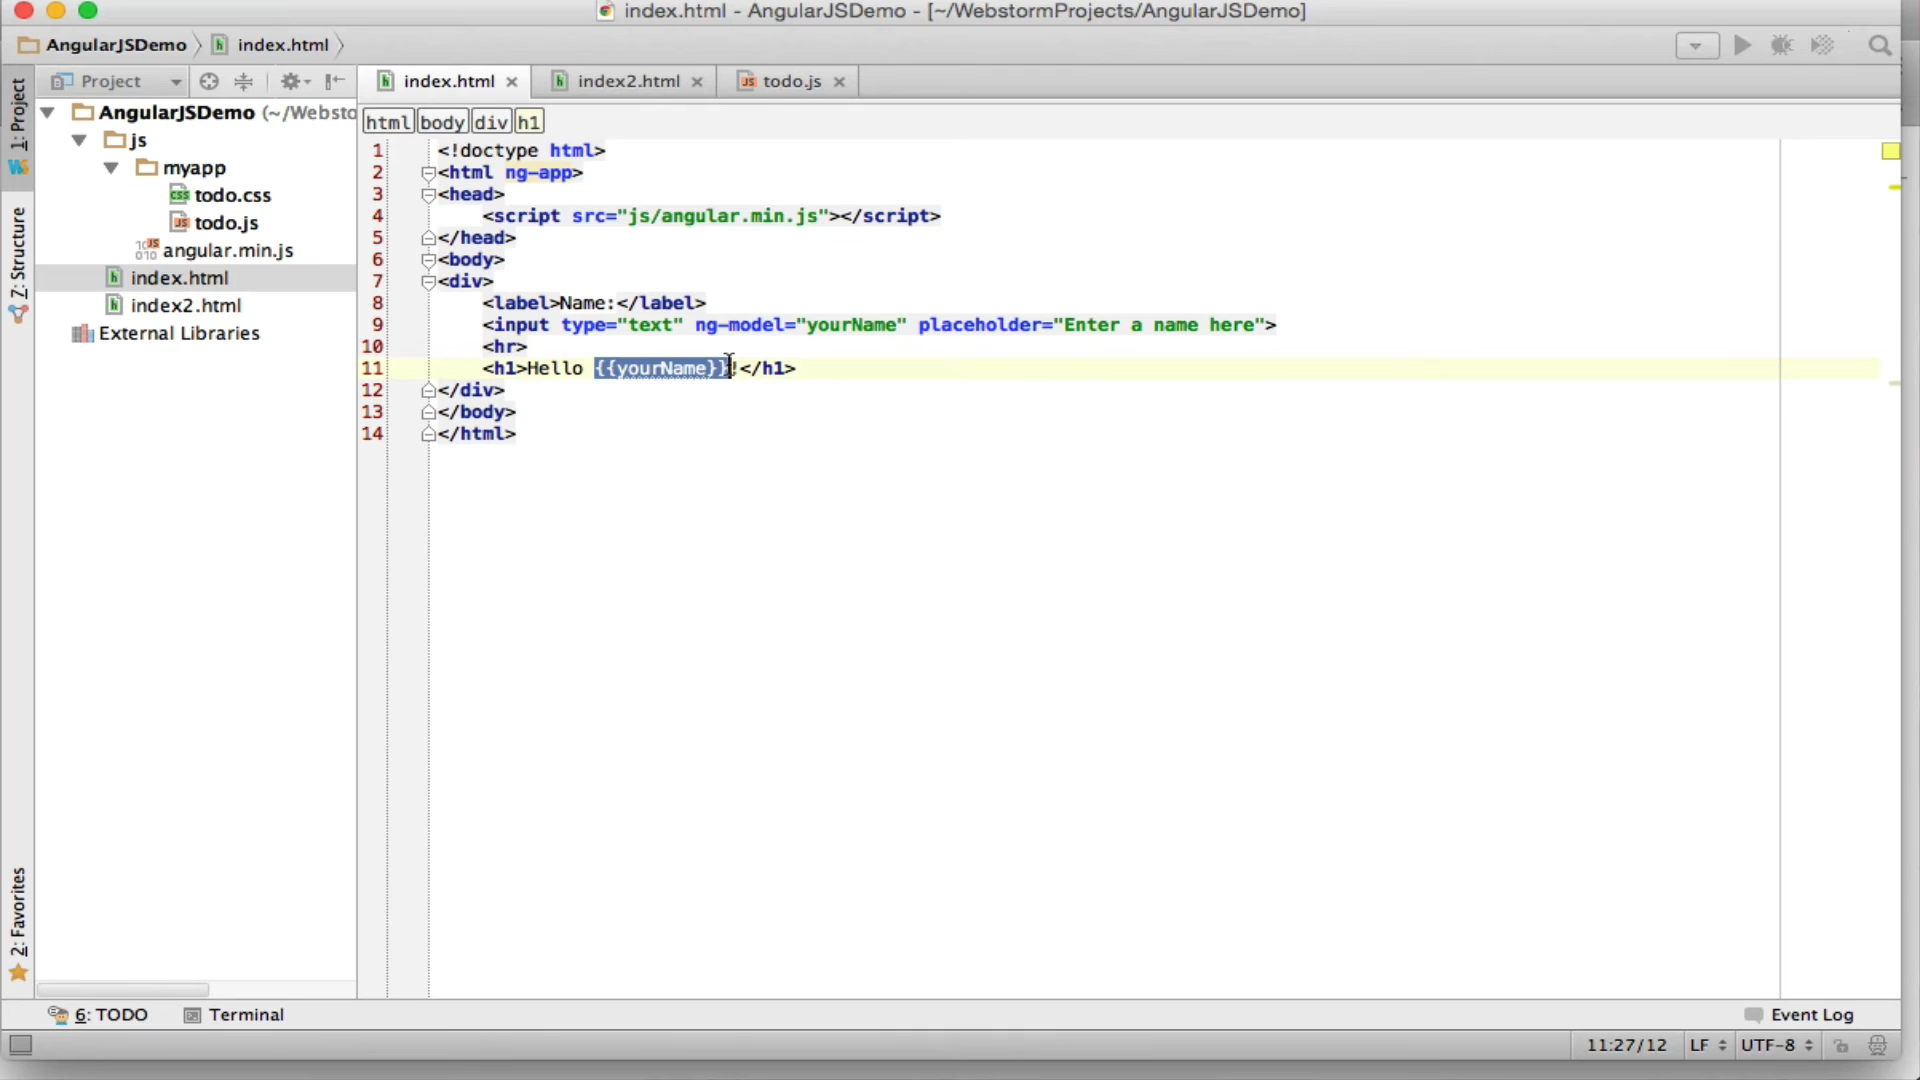 index.html - AngularJSDemo - [~/WebstormProjects/AngularJSDemo]
AngularJSDemo index.html
1: Project
Z: Structure
2: Favorites
Project
AngularJSDemo (~/Websto
js
myapp
todo.css
todo.js
angular.min.js
index.html
index2.html
External Libraries
index.html index2.html todo.js
html body div h1
1 <!doctype html>
2 <html ng-app>
3 <head>
4 <script src="js/angular.min.js"></script>
5 </head>
6 <body>
7 <div>
8 <label>Name:</label>
9 <input type="text" ng-model="yourName" placeholder="Enter a name here">
10 <hr>
11 <h1>Hello {{yourName}}!</h1>
12 </div>
13 </body>
14 </html>
6: TODO Terminal Event Log
11:27/12 LF UTF-8